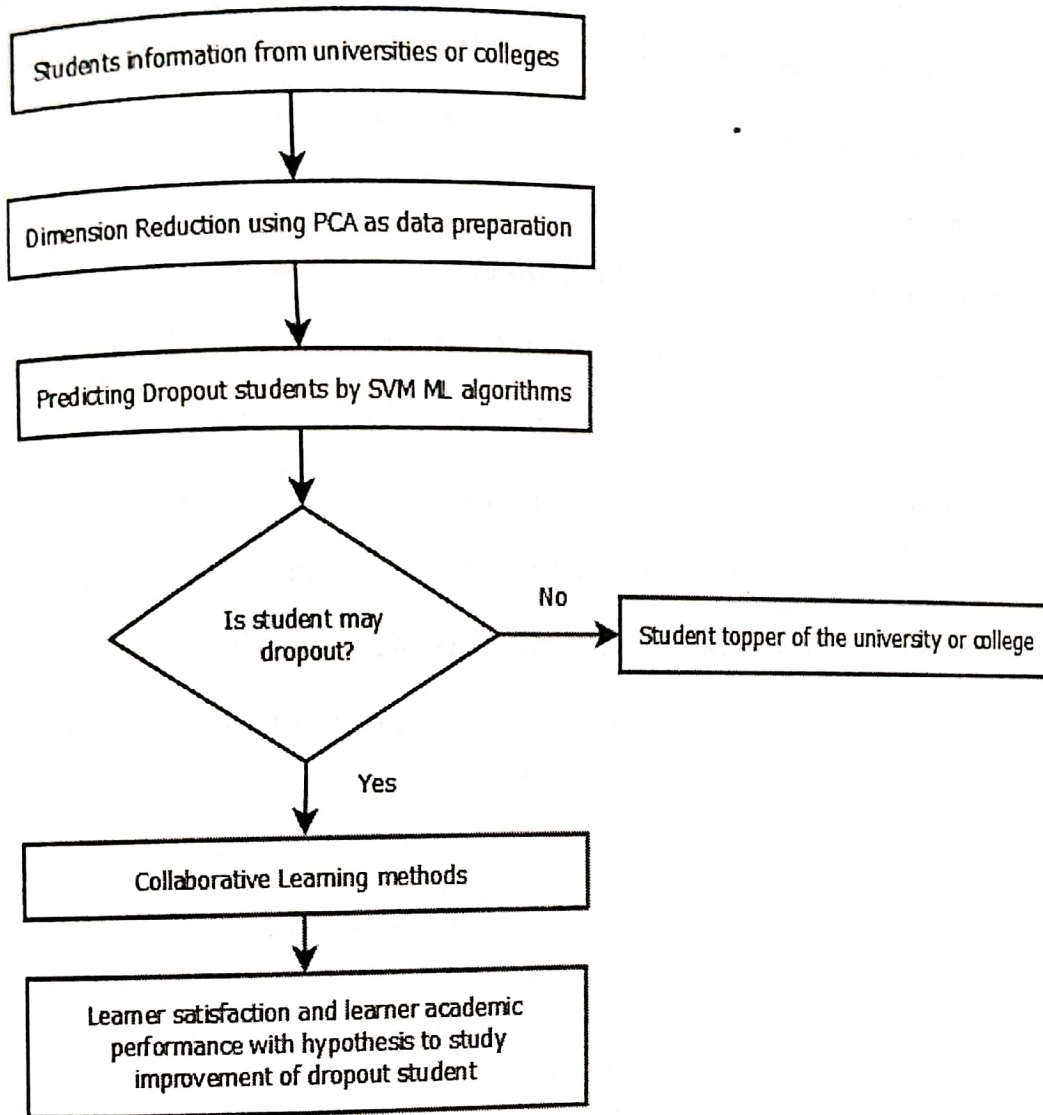 Students information from universities or colleges
Dimension Reduction using PCA as data preparation
Predicting Dropout students by SVM ML algorithms
Is student may
dropout?
No
Student topper of the university or college
Yes
Collaborative Learning methods
Learner satisfaction and learner academic
performance with hypothesis to study
improvement of dropout student